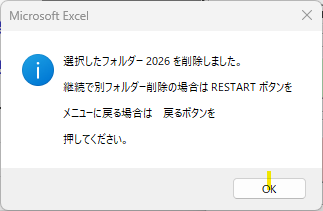 Microsoft Excel
選択したフォルダー 2026 を削除しました。
継続で別フォルダー削除の場合は RESTART ボタンを
メニューに戻る場合は　戻るボタンを
押してください。
OK